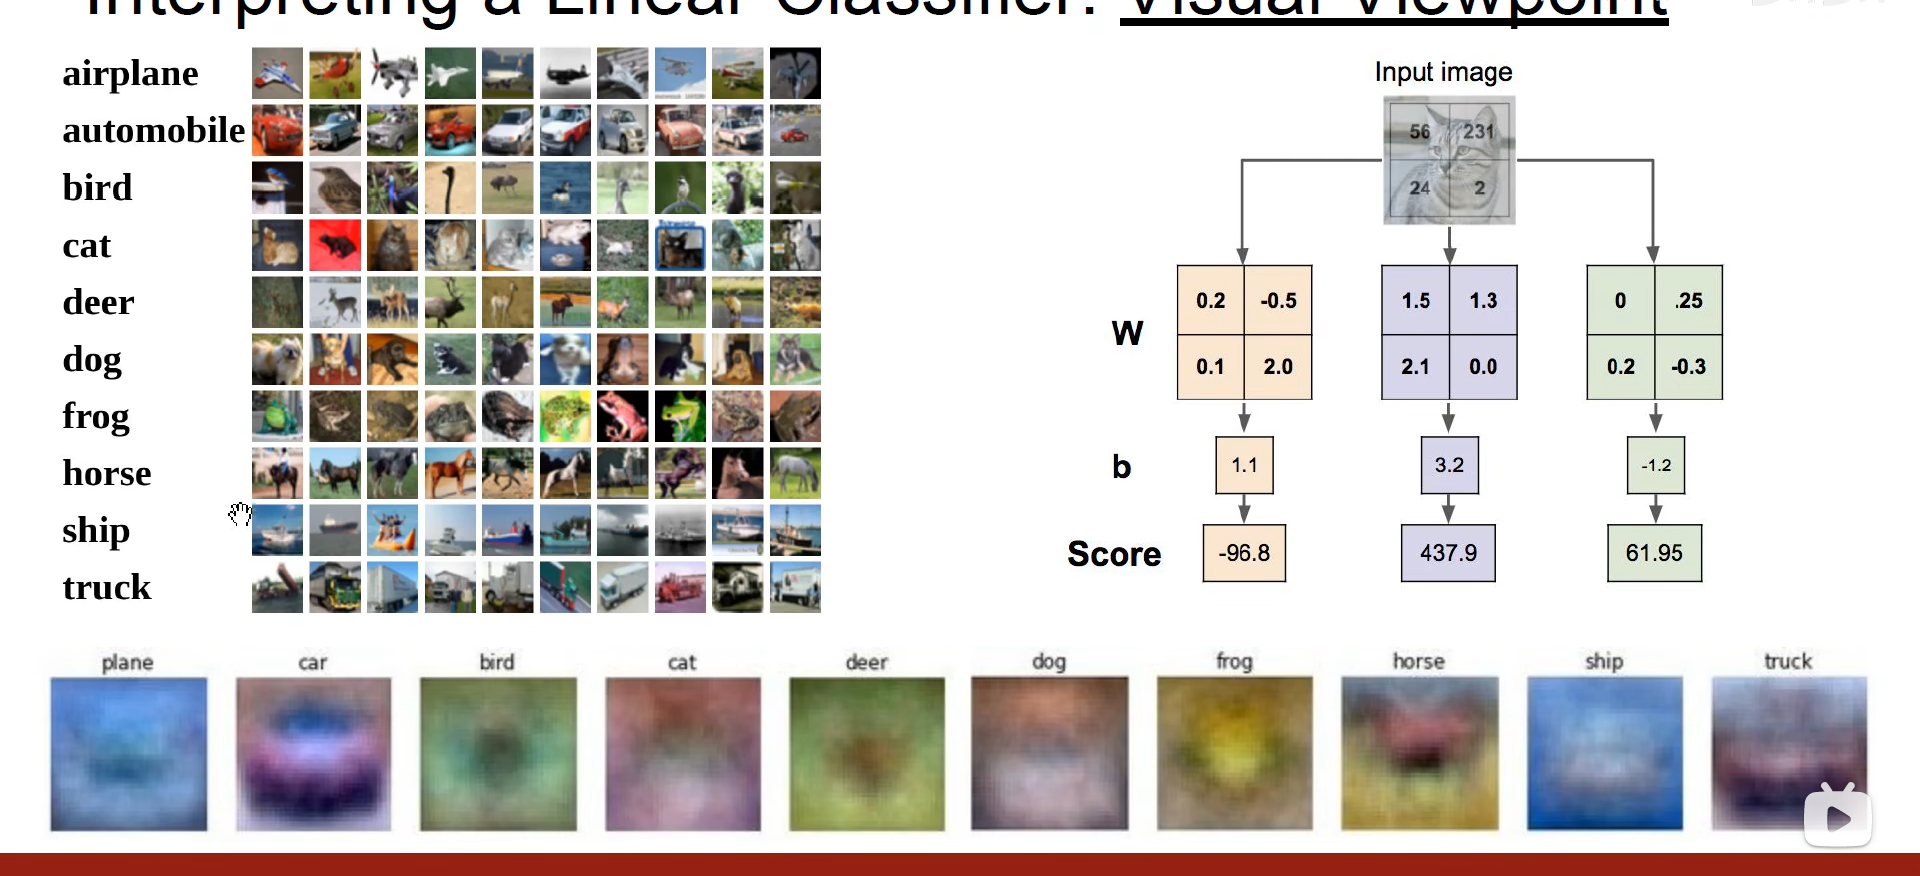 Interpreting a Linear Classifier: Visual Viewpoint
airplane
automobile
bird
cat
deer
dog
frog
horse
ship
truck
Input image
56 231
24 2
W
0.2 -0.5
0.1 2.0
1.5 1.3
2.1 0.0
0 .25
0.2 -0.3
b
1.1 3.2 -1.2
Score
-96.8 437.9 61.95
plane car bird cat deer dog frog horse ship truck